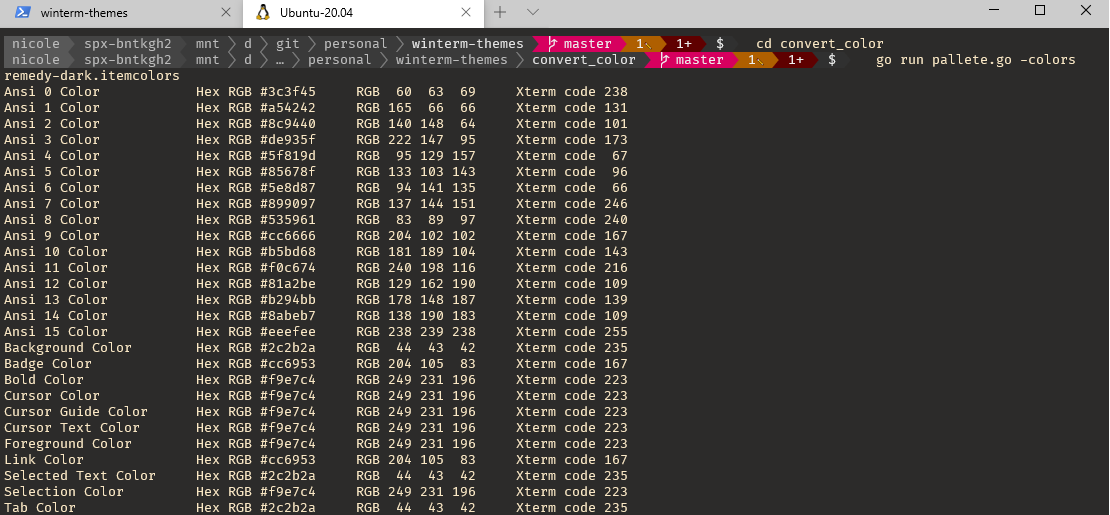 winterm-themes Ubuntu-20.04
nicole spx-bntkgh2 mnt d git personal winterm-themes master 1 1+ $ cd convert_color
nicole spx-bntkgh2 mnt d … personal winterm-themes convert_color master 1 1+ $ go run pallete.go -colors
remedy-dark.itemcolors
Ansi 0 Color Hex RGB #3c3f45 RGB 60 63 69 Xterm code 238
Ansi 1 Color Hex RGB #a54242 RGB 165 66 66 Xterm code 131
Ansi 2 Color Hex RGB #8c9440 RGB 140 148 64 Xterm code 101
Ansi 3 Color Hex RGB #de935f RGB 222 147 95 Xterm code 173
Ansi 4 Color Hex RGB #5f819d RGB 95 129 157 Xterm code 67
Ansi 5 Color Hex RGB #85678f RGB 133 103 143 Xterm code 96
Ansi 6 Color Hex RGB #5e8d87 RGB 94 141 135 Xterm code 66
Ansi 7 Color Hex RGB #899097 RGB 137 144 151 Xterm code 246
Ansi 8 Color Hex RGB #535961 RGB 83 89 97 Xterm code 240
Ansi 9 Color Hex RGB #cc6666 RGB 204 102 102 Xterm code 167
Ansi 10 Color Hex RGB #b5bd68 RGB 181 189 104 Xterm code 143
Ansi 11 Color Hex RGB #f0c674 RGB 240 198 116 Xterm code 216
Ansi 12 Color Hex RGB #81a2be RGB 129 162 190 Xterm code 109
Ansi 13 Color Hex RGB #b294bb RGB 178 148 187 Xterm code 139
Ansi 14 Color Hex RGB #8abeb7 RGB 138 190 183 Xterm code 109
Ansi 15 Color Hex RGB #eeefee RGB 238 239 238 Xterm code 255
Background Color Hex RGB #2c2b2a RGB 44 43 42 Xterm code 235
Badge Color Hex RGB #cc6953 RGB 204 105 83 Xterm code 167
Bold Color Hex RGB #f9e7c4 RGB 249 231 196 Xterm code 223
Cursor Color Hex RGB #f9e7c4 RGB 249 231 196 Xterm code 223
Cursor Guide Color Hex RGB #f9e7c4 RGB 249 231 196 Xterm code 223
Cursor Text Color Hex RGB #f9e7c4 RGB 249 231 196 Xterm code 223
Foreground Color Hex RGB #f9e7c4 RGB 249 231 196 Xterm code 223
Link Color Hex RGB #cc6953 RGB 204 105 83 Xterm code 167
Selected Text Color Hex RGB #2c2b2a RGB 44 43 42 Xterm code 235
Selection Color Hex RGB #f9e7c4 RGB 249 231 196 Xterm code 223
Tab Color Hex RGB #2c2b2a RGB 44 43 42 Xterm code 235